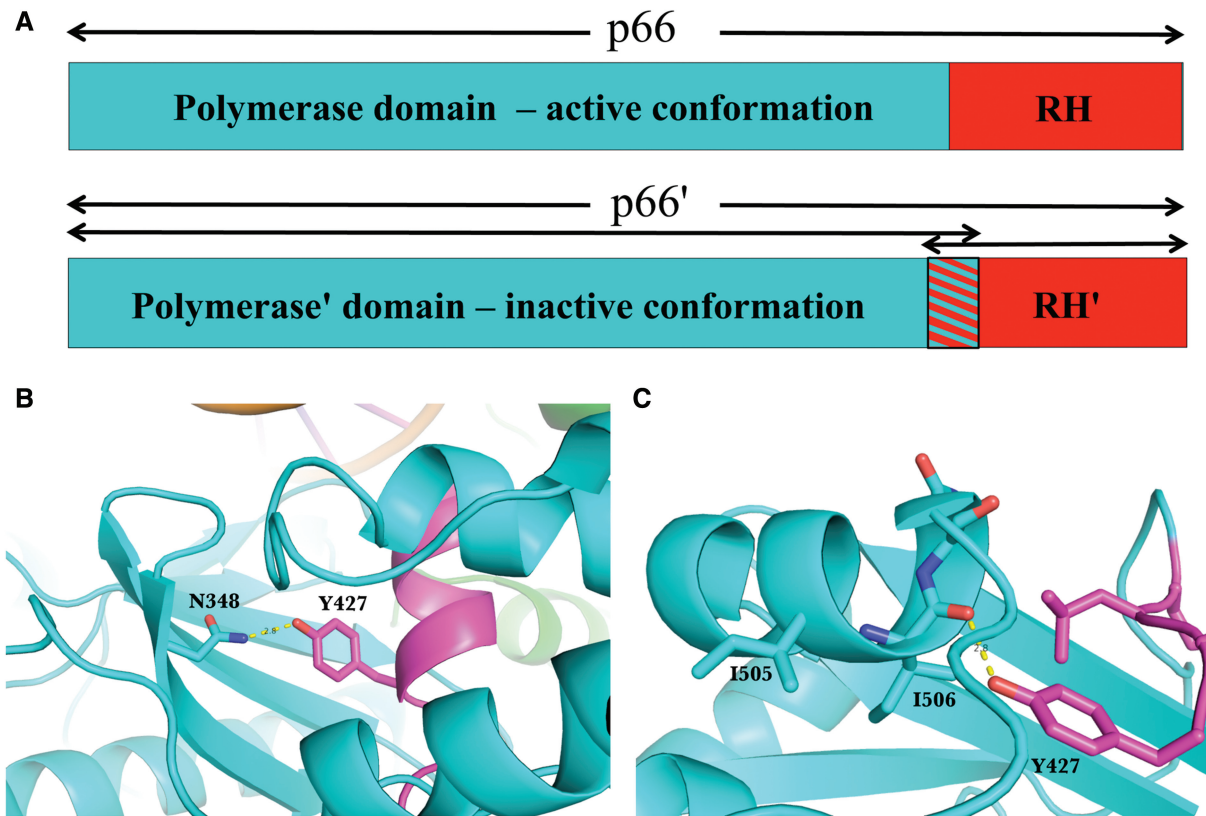 A
p66
Polymerase domain – active conformation
RH
p66'
Polymerase' domain – inactive conformation
RH'
B
N348
Y427
2.8
C
I505
I506
2.8
Y427